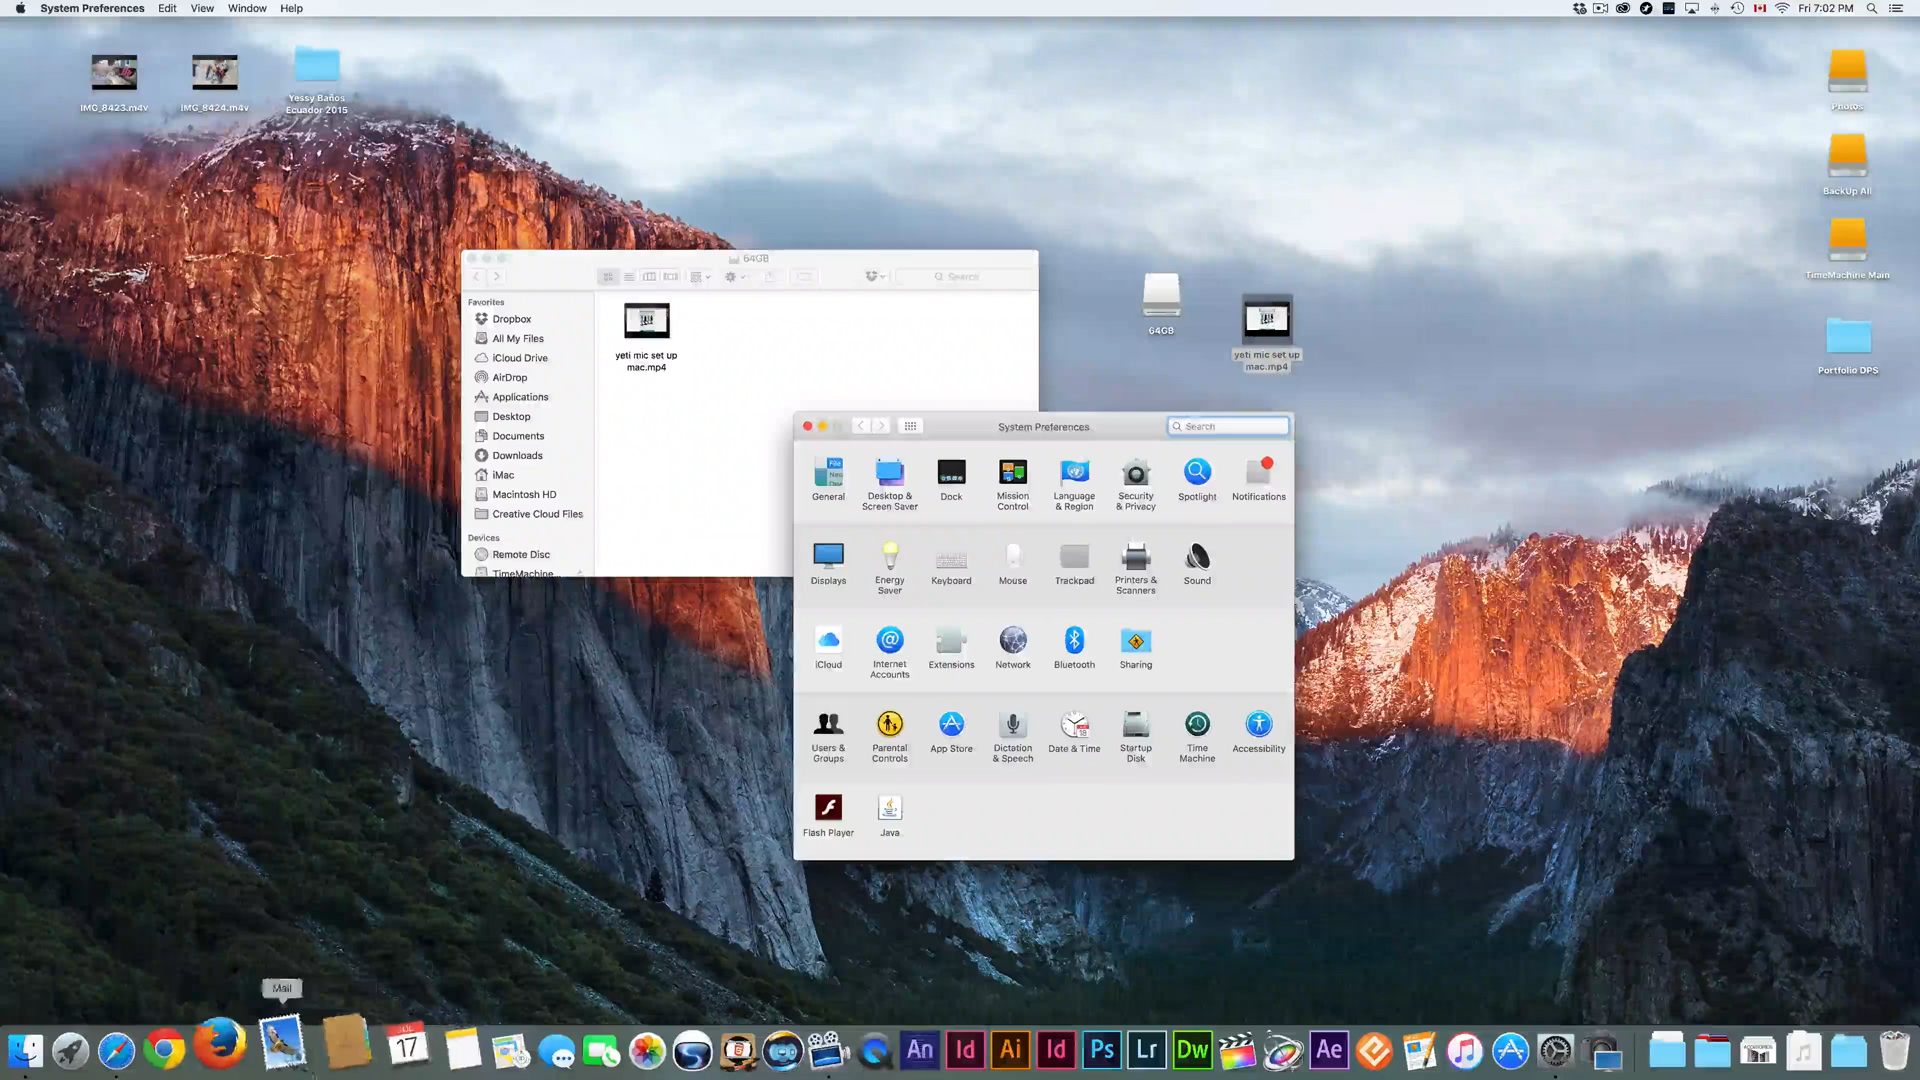 System Preferences Edit View Window Help
Fri 7:02 PM
IMG_8423.m4v
IMG_8424.m4v
Yessy Baños
Ecuador 2015
Photos
BackUp All
TimeMachine Main
Portfolio DPS
64GB
Search
Favorites
Dropbox
All My Files
iCloud Drive
AirDrop
Applications
Desktop
Documents
Downloads
iMac
Macintosh HD
Creative Cloud Files
Devices
Remote Disc
TimeMachine...
yeti mic set up
mac.mp4
64GB
yeti mic set up
mac.mp4
System Preferences
Search
General
Desktop &
Screen Saver
Dock
Mission
Control
Language
& Region
Security
& Privacy
Spotlight
Notifications
Displays
Energy
Saver
Keyboard
Mouse
Trackpad
Printers &
Scanners
Sound
iCloud
Internet
Accounts
Extensions
Network
Bluetooth
Sharing
Users &
Groups
Parental
Controls
App Store
Dictation
& Speech
Date & Time
Startup
Disk
Time
Machine
Accessibility
Flash Player
Java
Mail
JUL
17
An
Id
Ai
Id
Ps
Lr
Dw
Ae